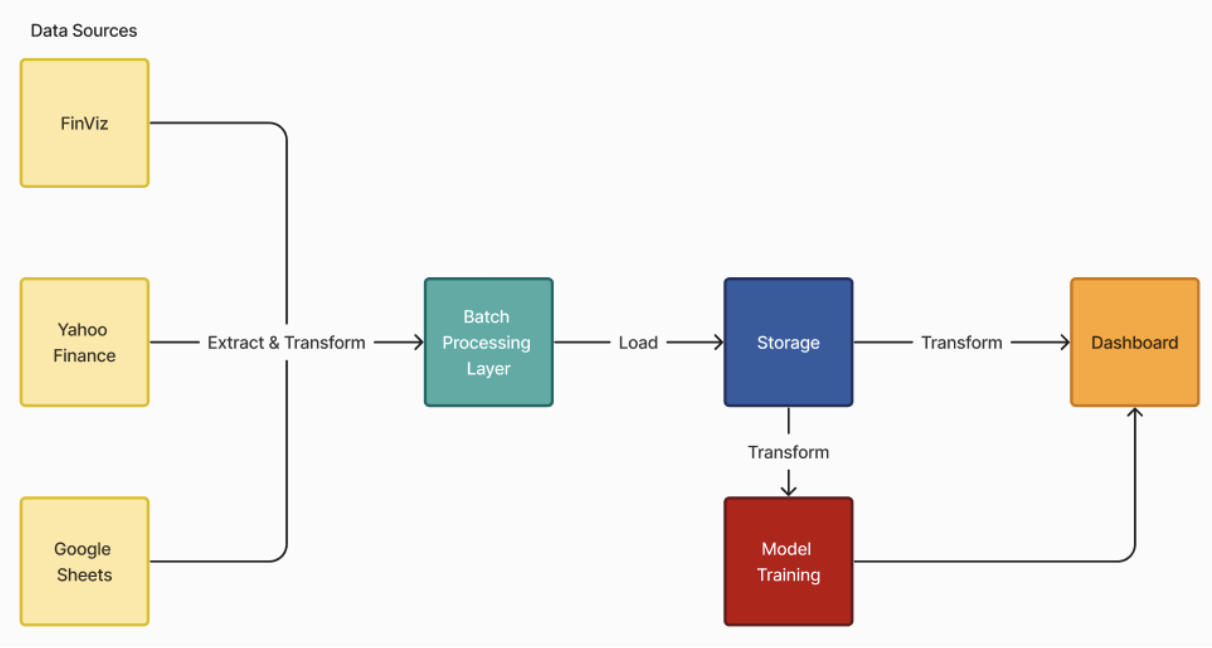 Data Sources
FinViz
Yahoo
Finance
Google
Sheets
Extract & Transform
Batch
Processing
Layer
Load
Storage
Transform
Dashboard
Transform
Model
Training